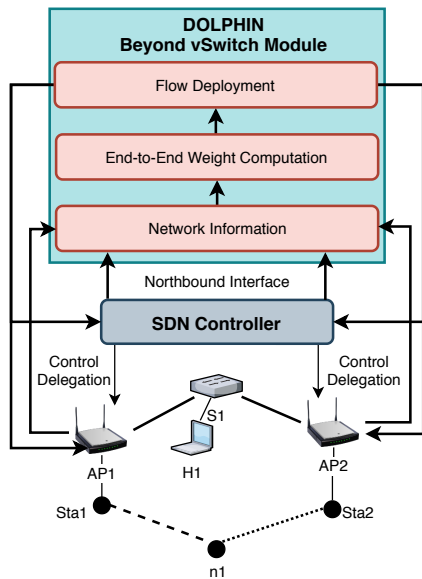 DOLPHIN
Beyond vSwitch Module
Flow Deployment
End-to-End Weight Computation
Network Information
Northbound Interface
SDN Controller
Control
Delegation
Control
Delegation
S1
AP1
H1
AP2
Sta1
Sta2
n1